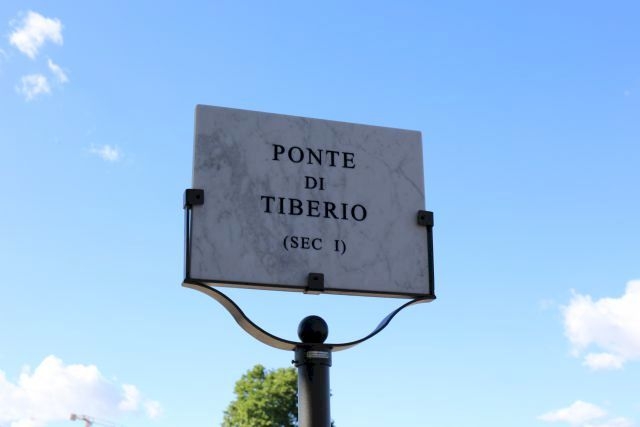 PONTE
DI
TIBERIO
(SEC I)